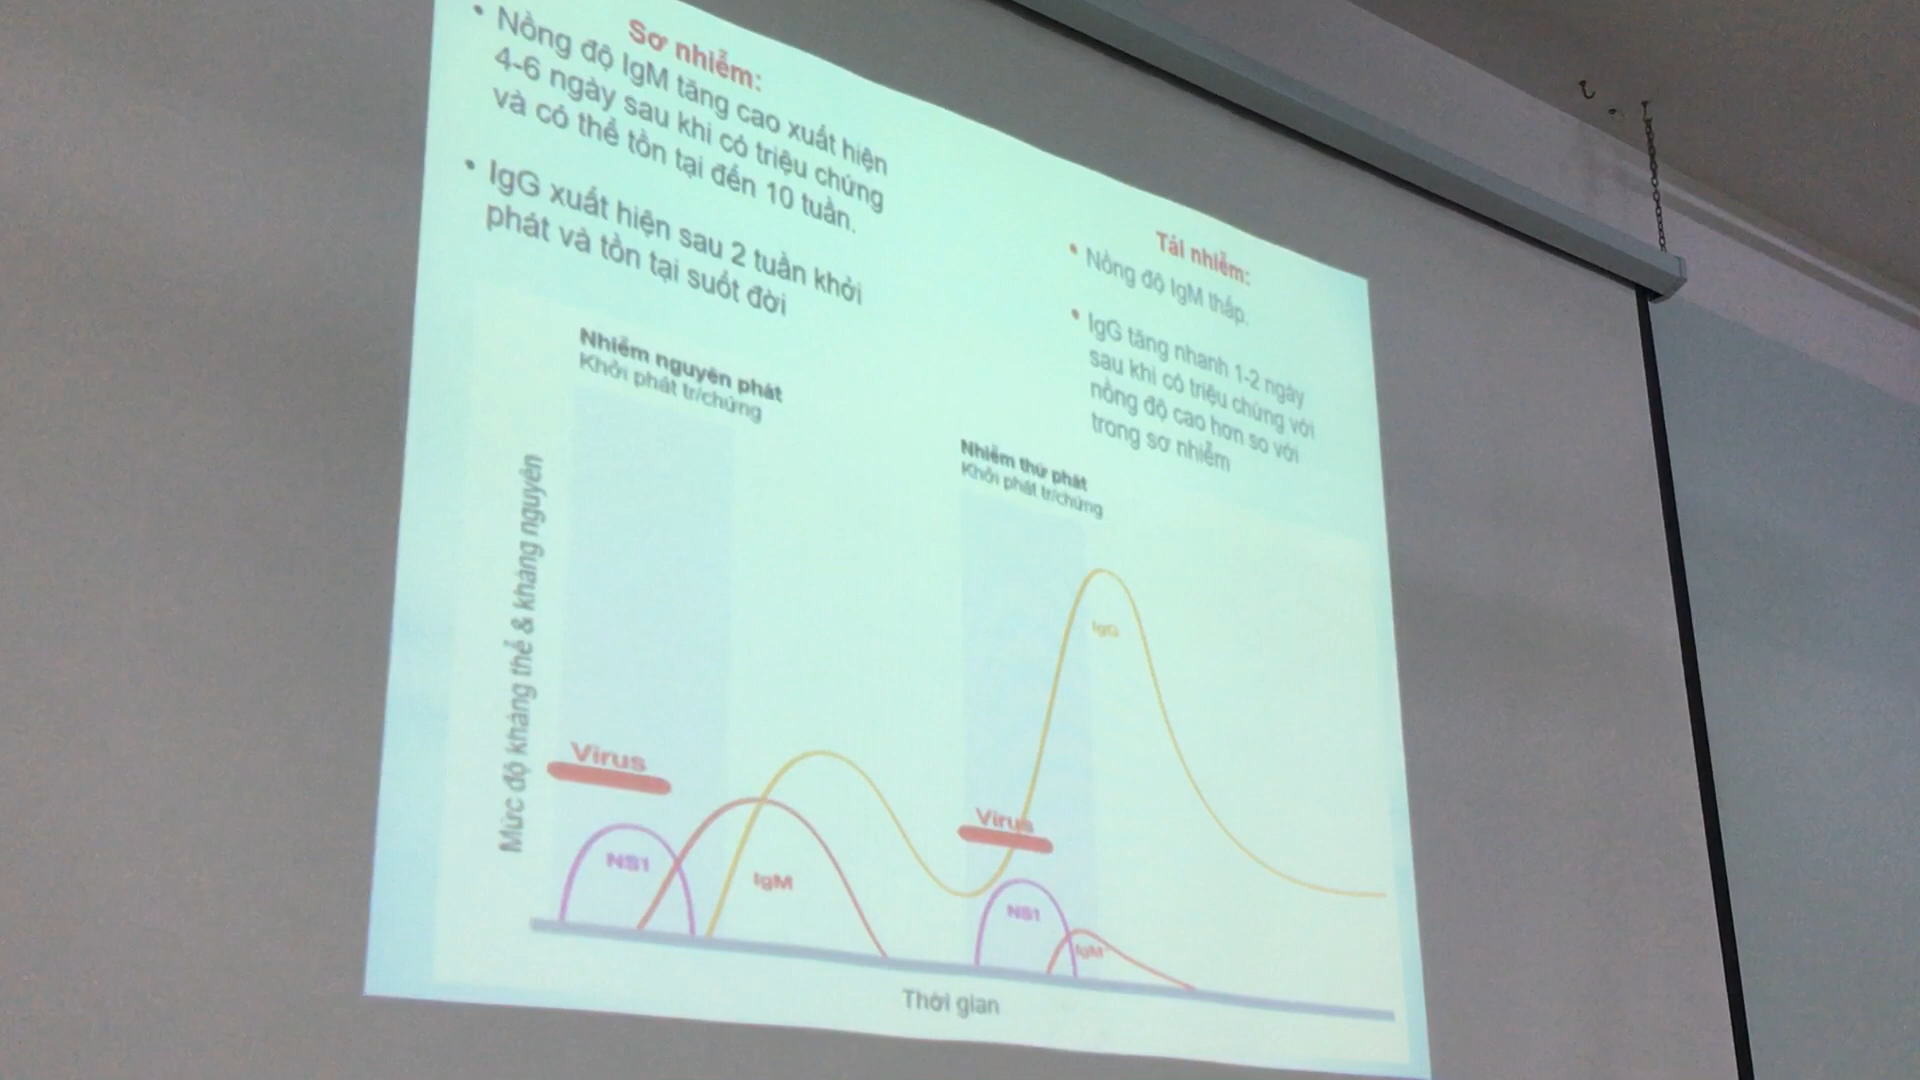 Sơ nhiễm:
• Nồng độ IgM tăng cao xuất hiện
4-6 ngày sau khi có triệu chứng
và có thể tồn tại đến 10 tuần.
• IgG xuất hiện sau 2 tuần khởi
phát và tồn tại suốt đời
Tái nhiễm:
• Nồng độ IgM thấp.
• IgG tăng nhanh 1-2 ngày
sau khi có triệu chứng với
nồng độ cao hơn so với
trong sơ nhiễm
Nhiễm nguyên phát
Khởi phát tr/chứng
Nhiễm thứ phát
Khởi phát tr/chứng
Mức độ kháng thể & kháng nguyên
Virus
NS1
IgM
Virus
IgG
NS1
IgM
Thời gian